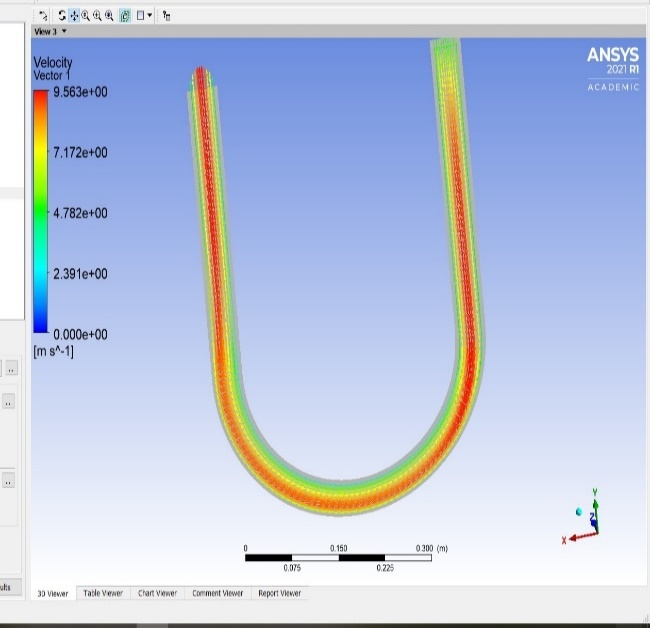 View 3
ANSYS
2021 R1
ACADEMIC
Velocity
Vector 1
9.563e+00
7.172e+00
4.782e+00
2.391e+00
0.000e+00
[m s^-1]
..
..
..
Y
Z
X
0 0.150 0.300 (m)
0.075 0.225
ults
3D Viewer Table Viewer Chart Viewer Comment Viewer Report Viewer